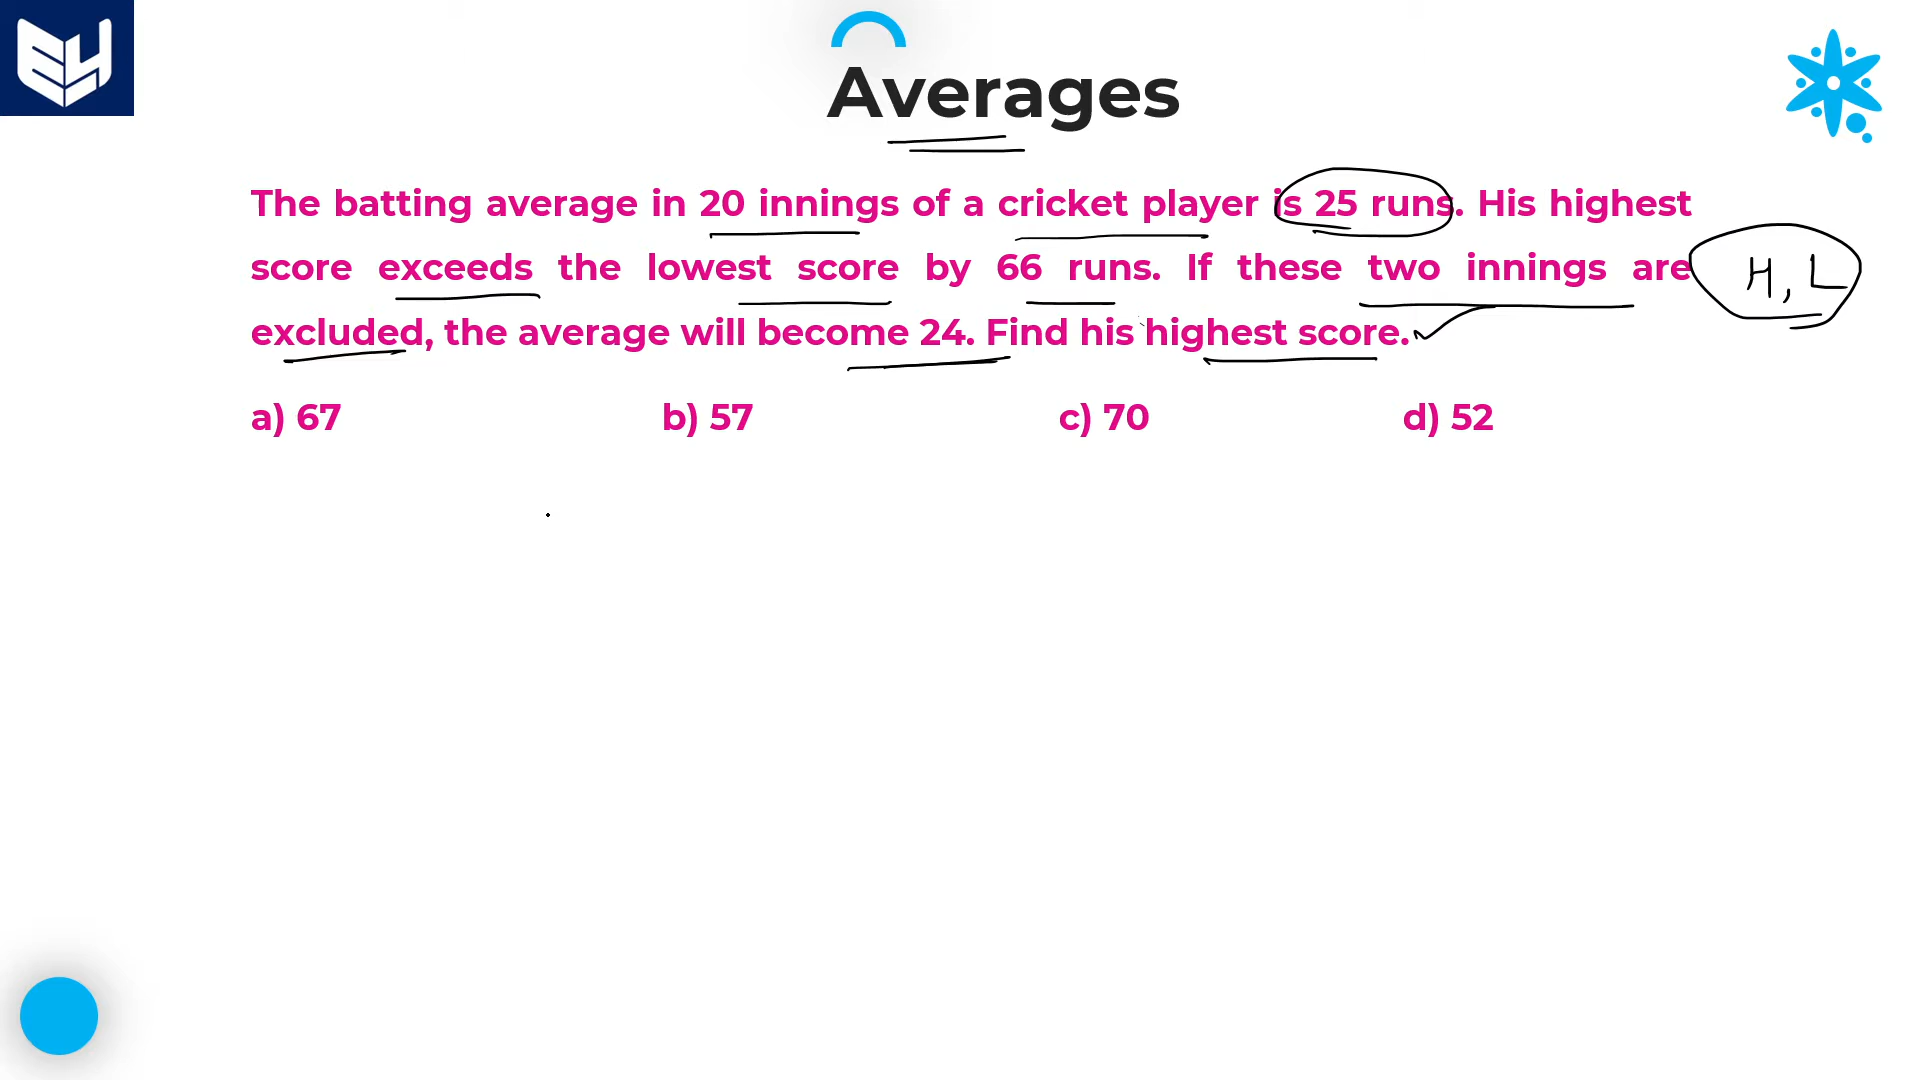 Averages
The batting average in 20 innings of a cricket player is 25 runs. His highest
score exceeds the lowest score by 66 runs. If these two innings are
H, L
excluded, the average will become 24. Find his highest score.
a) 67 b) 57 c) 70 d) 52